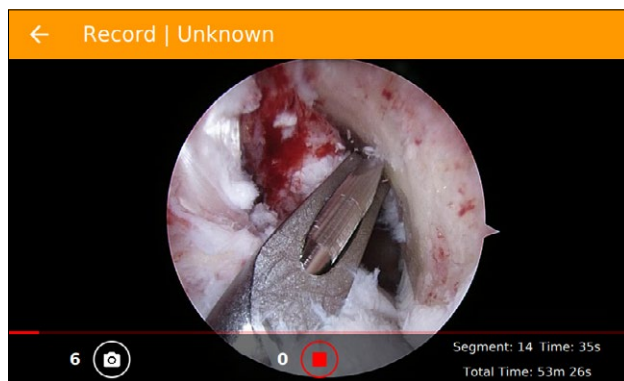 Record | Unknown
6
0
Segment: 14 Time: 35s
Total Time: 53m 26s